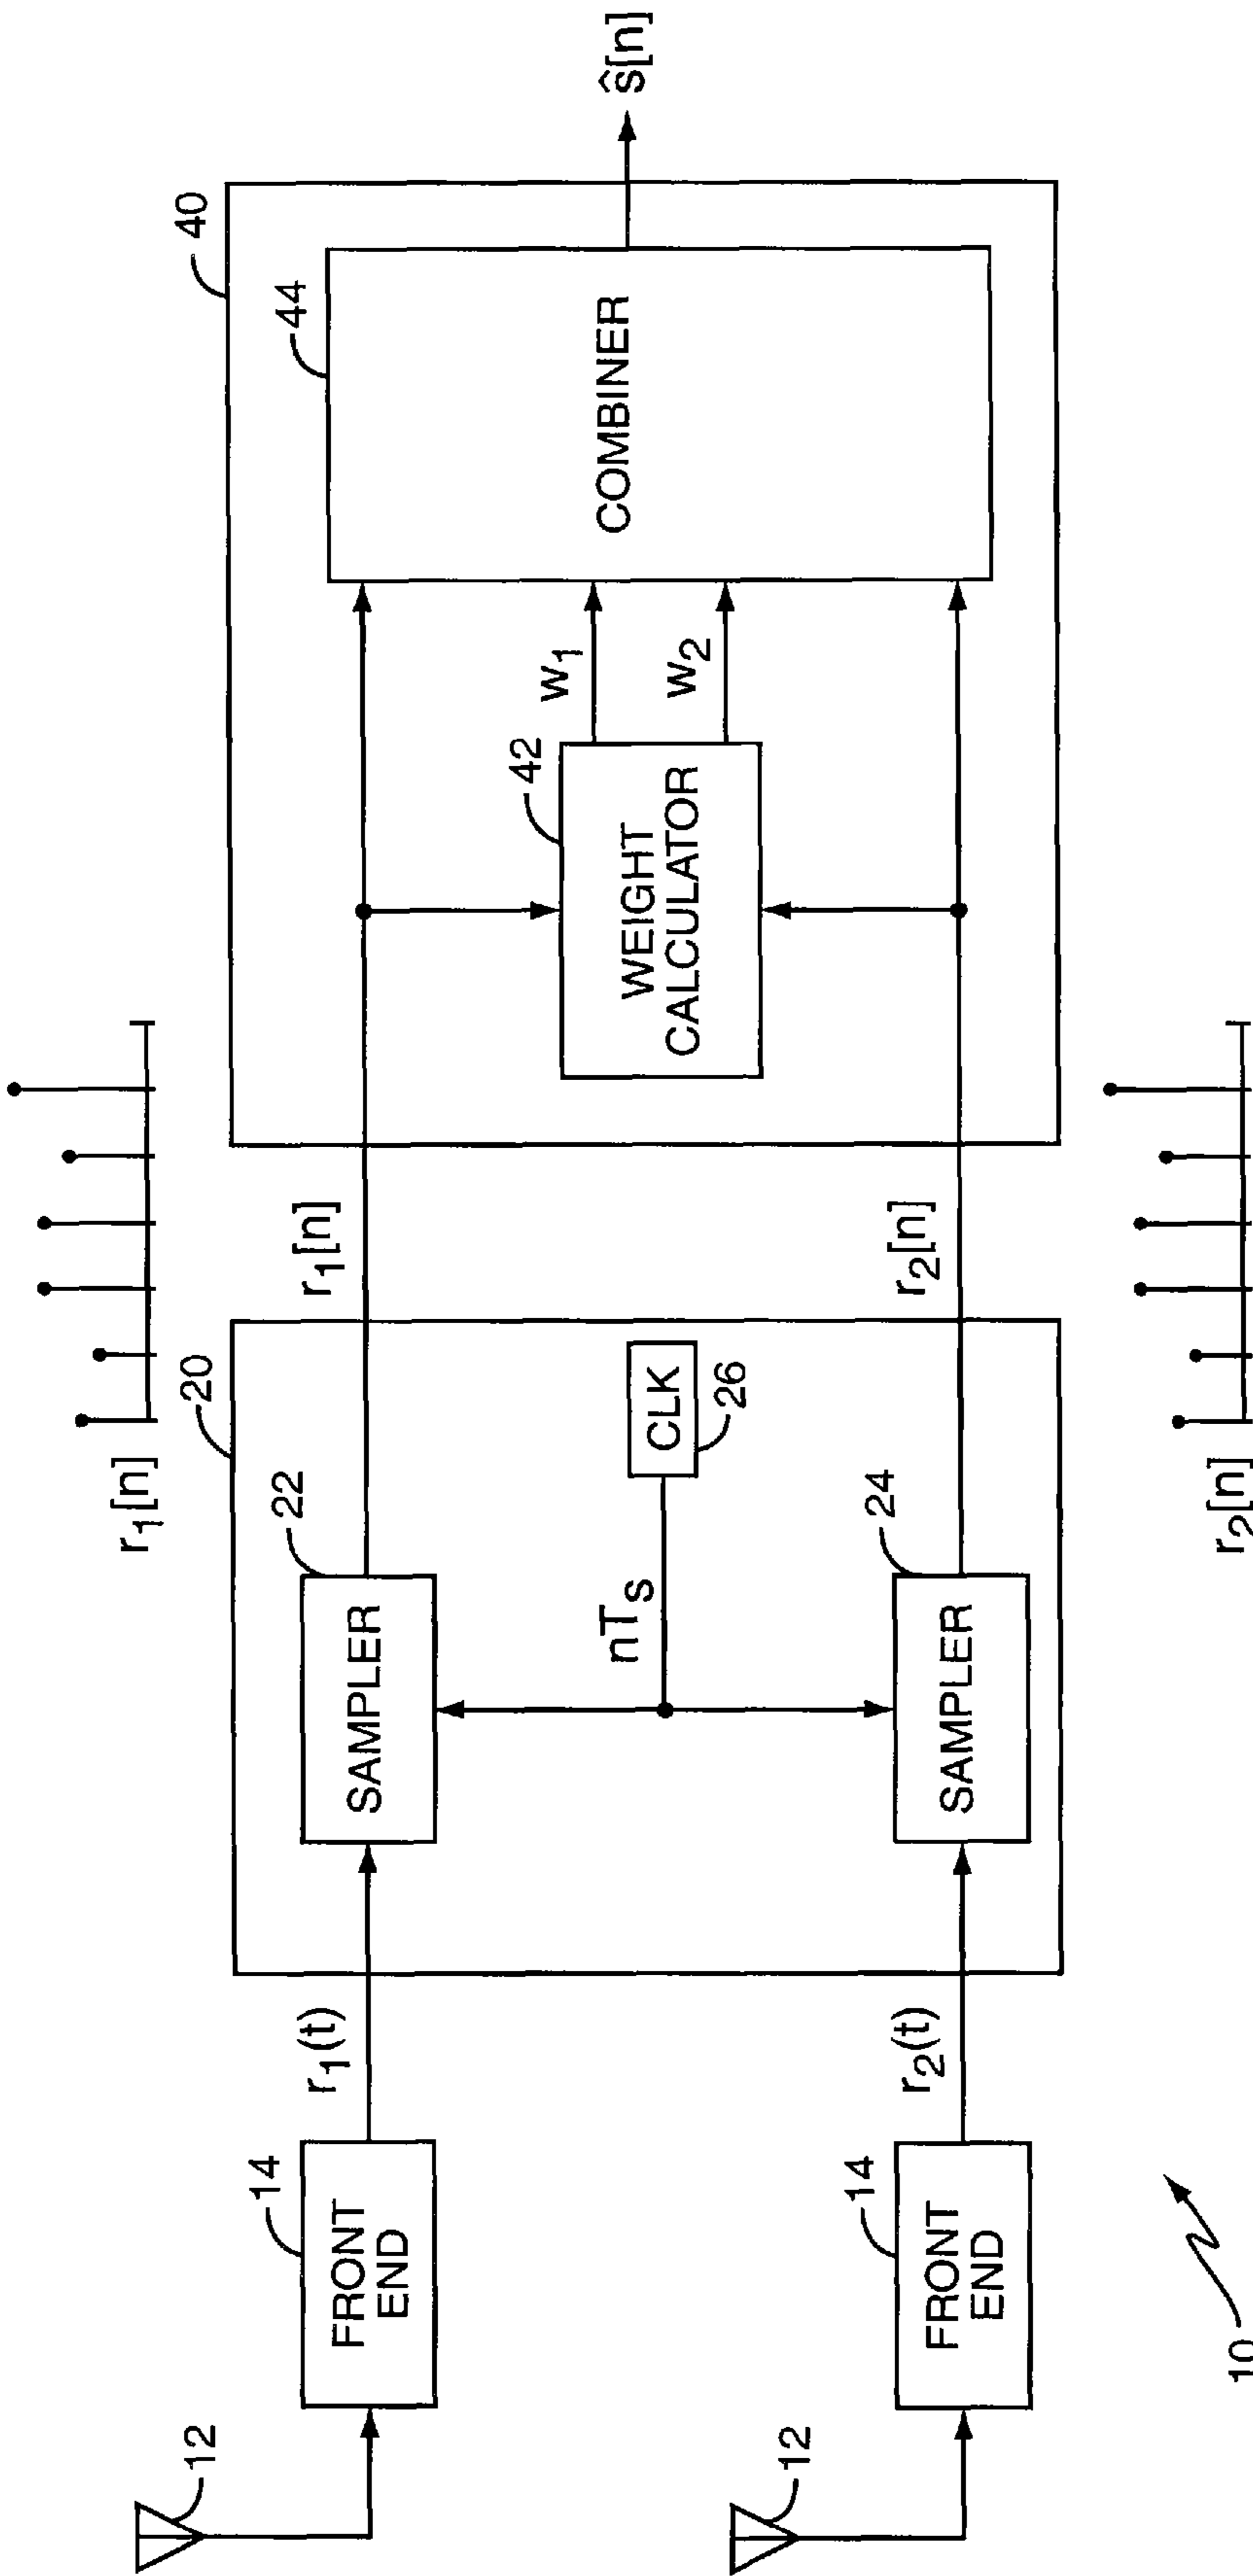 12
14
FRONT
END
r₁(t)
20
22
SAMPLER
r₁[n]
r₁[n]
40
44
COMBINER
ŝ[n]
nTₛ
CLK
26
42
WEIGHT
CALCULATOR
w₁
w₂
12
14
FRONT
END
r₂(t)
24
SAMPLER
r₂[n]
r₂[n]
10